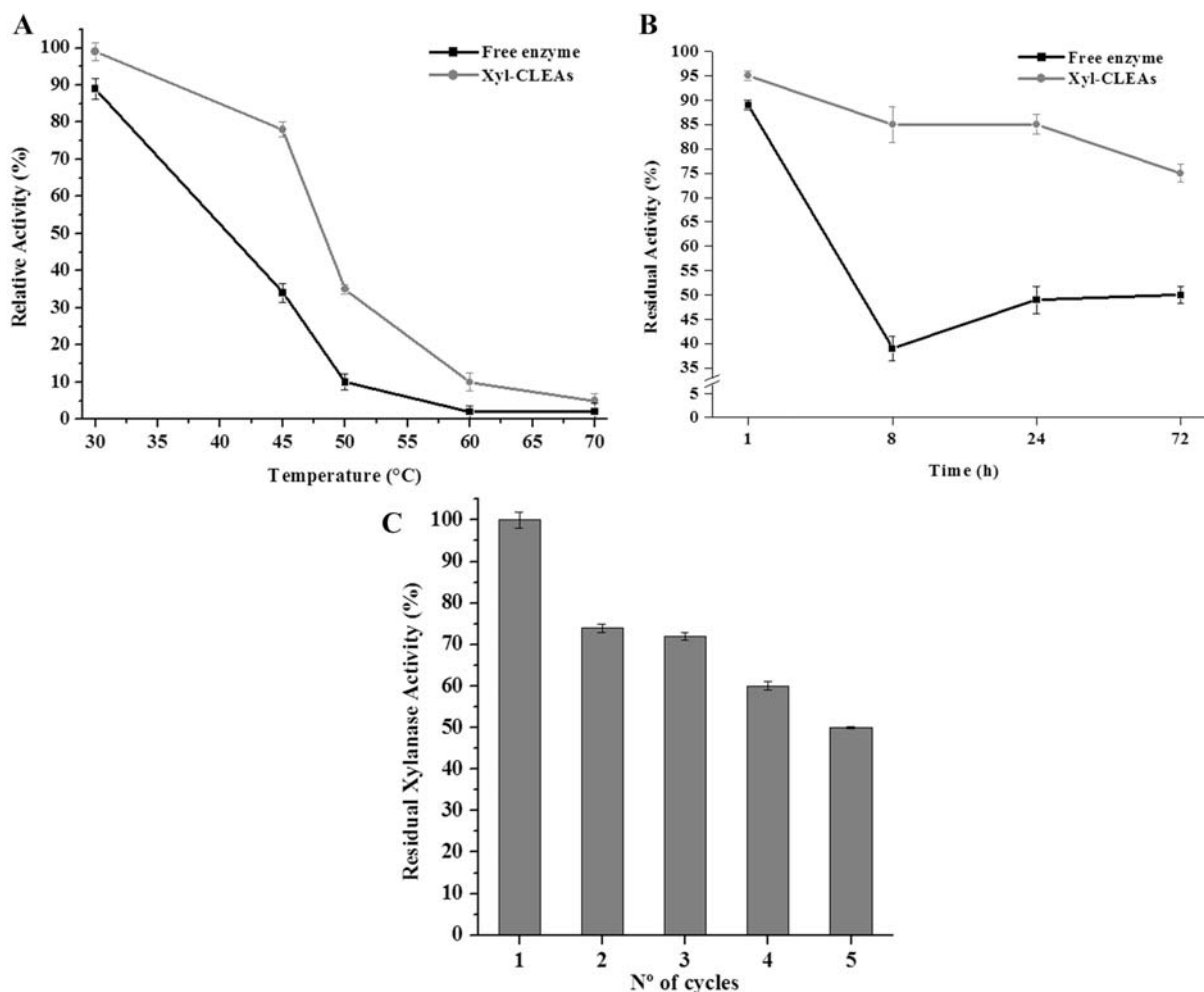 A
Free enzyme
Xyl-CLEAs
100
90
80
70
60
50
40
30
20
10
0
Relative Activity (%)
30 35 40 45 50 55 60 65 70
Temperature (°C)
B
Free enzyme
Xyl-CLEAs
100
95
90
85
80
75
70
65
60
55
50
45
40
35
5
0
Residual Activity (%)
1 8 24 72
Time (h)
C
100
90
80
70
60
50
40
30
20
10
0
Residual Xylanase Activity (%)
1 2 3 4 5
Nº of cycles